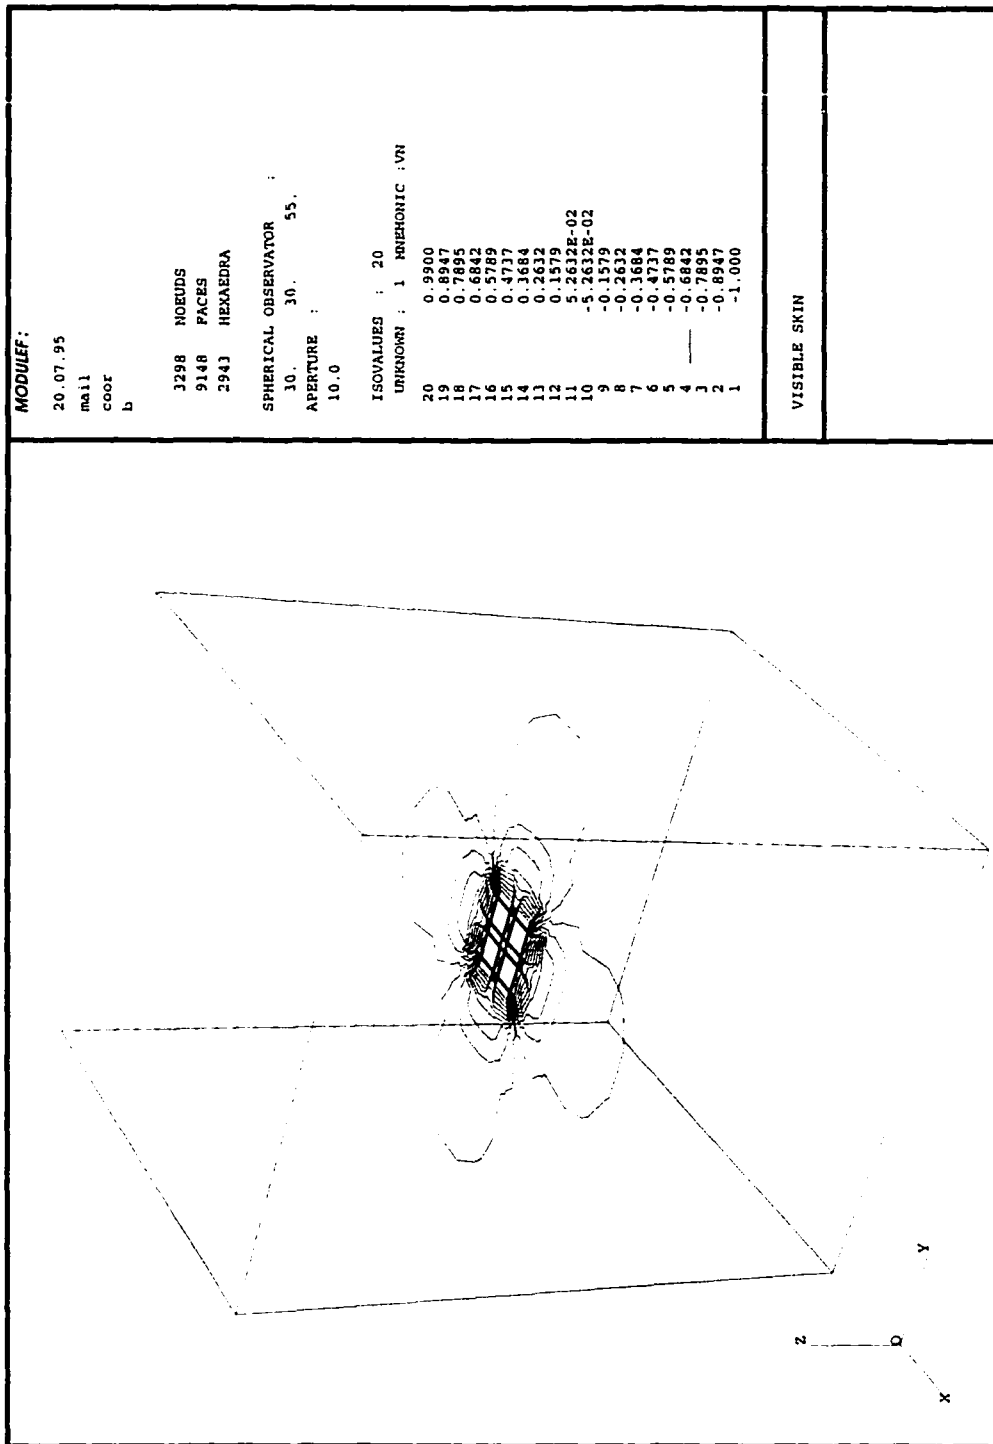 MODULEF :
20.07.95
mail
coor
b
3298 NOEUDS
9148 FACES
2943 HEXAEDRA
SPHERICAL OBSERVATOR :
30. 30. 55.
APERTURE :
10.0
ISOVALUES : 20
UNKNOWN : 1 MNEMONIC :VN
20 0.9900
19 0.8947
18 0.7895
17 0.6842
16 0.5789
15 0.4737
14 0.3684
13 0.2632
12 0.1579
11 5.2632E-02
10 -5.2632E-02
9 -0.1579
8 -0.2632
7 -0.3684
6 -0.4737
5 -0.5789
4 -0.6842
3 -0.7895
2 -0.8947
1 -1.000
VISIBLE SKIN
Z
O
Y
X